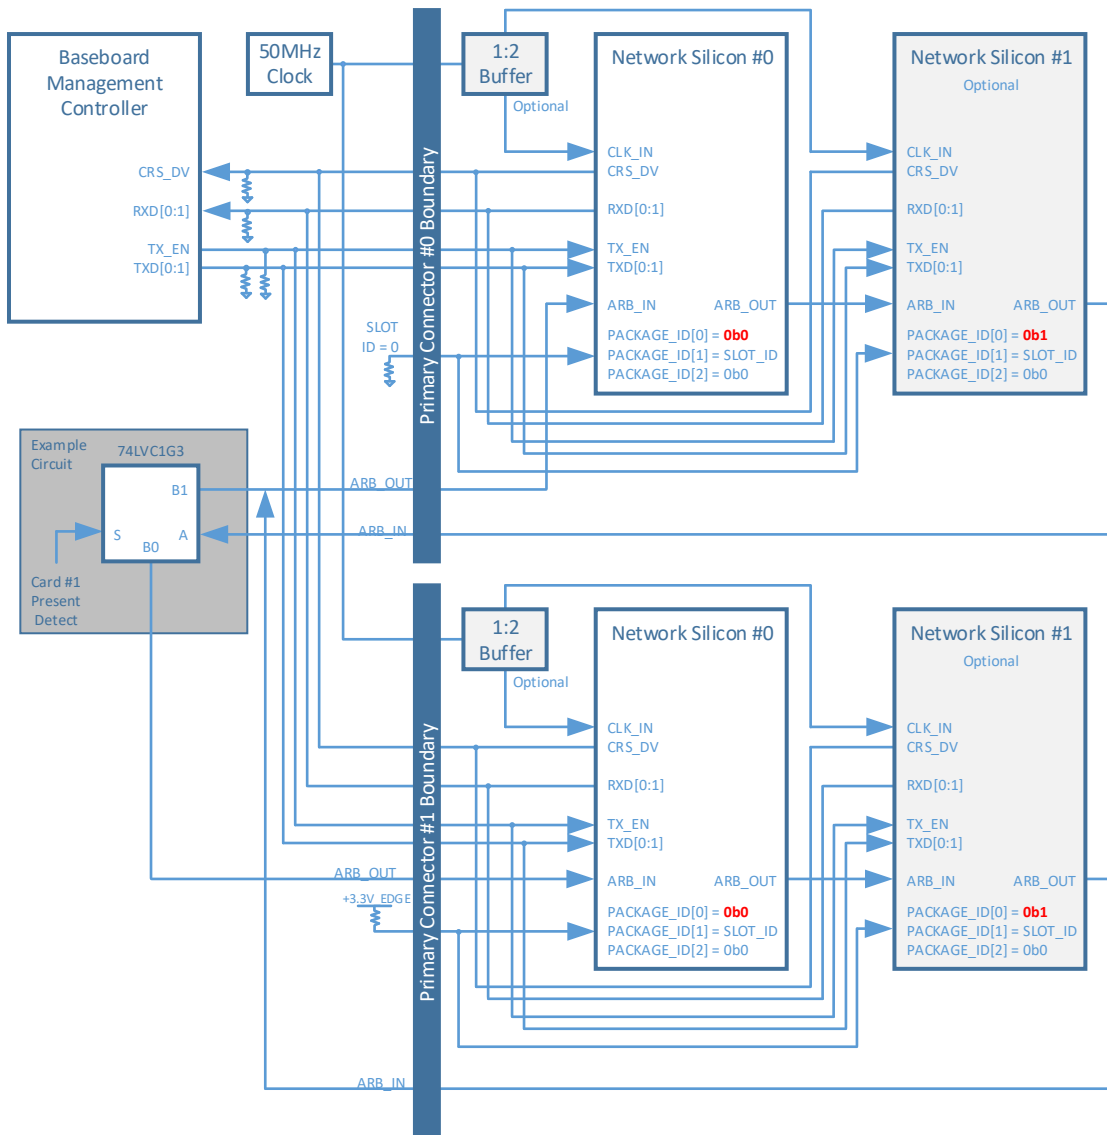 Baseboard
Management
Controller
CRS_DV
RXD[0:1]
TX_EN
TXD[0:1]
50MHz
Clock
SLOT
ID = 0
Primary Connector #0 Boundary
1:2
Buffer
Optional
Network Silicon #0
CLK_IN
CRS_DV
RXD[0:1]
TX_EN
TXD[0:1]
ARB_IN ARB_OUT
PACKAGE_ID[0] = 0b0
PACKAGE_ID[1] = SLOT_ID
PACKAGE_ID[2] = 0b0
Network Silicon #1
Optional
CLK_IN
CRS_DV
RXD[0:1]
TX_EN
TXD[0:1]
ARB_IN ARB_OUT
PACKAGE_ID[0] = 0b1
PACKAGE_ID[1] = SLOT_ID
PACKAGE_ID[2] = 0b0
Example
Circuit
74LVC1G3
B1
S A
B0
Card #1
Present
Detect
ARB_OUT
ARB_IN
Primary Connector #1 Boundary
1:2
Buffer
Optional
Network Silicon #0
CLK_IN
CRS_DV
RXD[0:1]
TX_EN
TXD[0:1]
ARB_IN ARB_OUT
PACKAGE_ID[0] = 0b0
PACKAGE_ID[1] = SLOT_ID
PACKAGE_ID[2] = 0b0
Network Silicon #1
Optional
CLK_IN
CRS_DV
RXD[0:1]
TX_EN
TXD[0:1]
ARB_IN ARB_OUT
PACKAGE_ID[0] = 0b1
PACKAGE_ID[1] = SLOT_ID
PACKAGE_ID[2] = 0b0
ARB_OUT
+3.3V_EDGE
ARB_IN